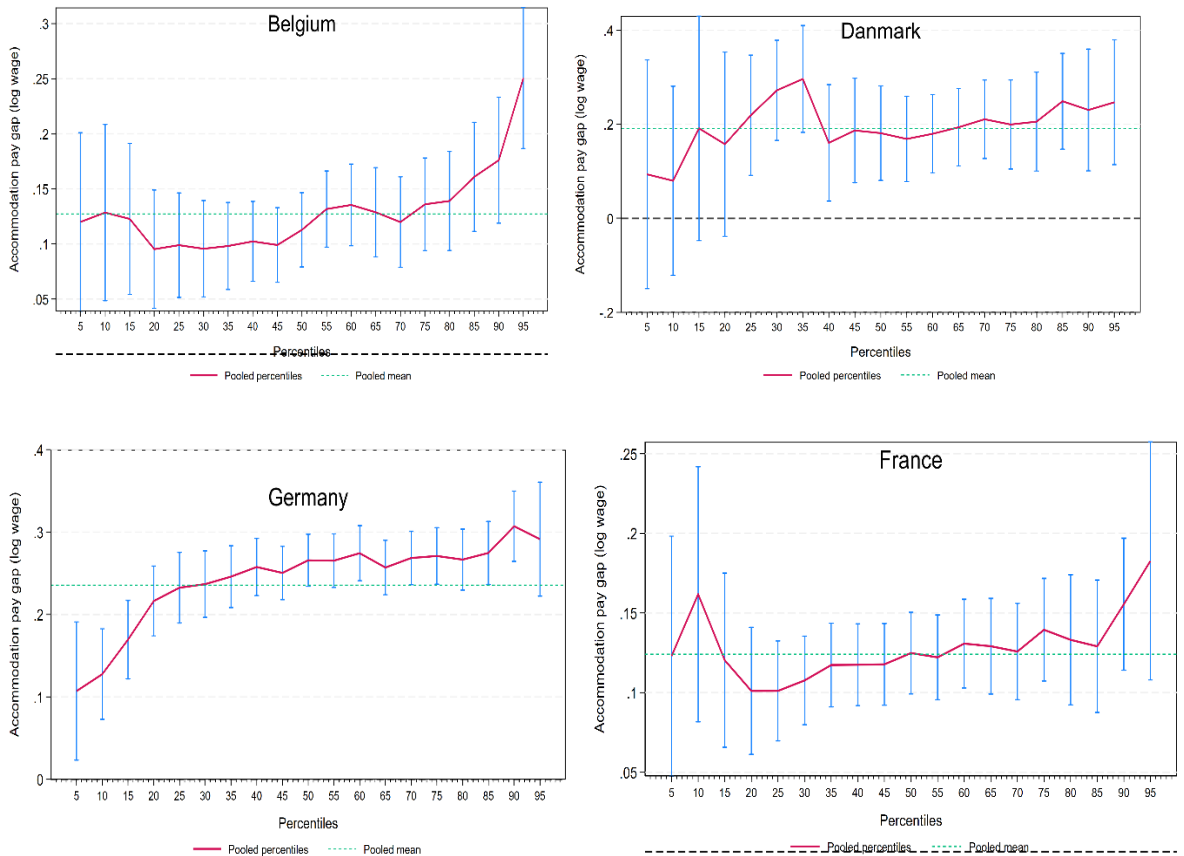 Belgium
Accommodation pay gap (log wage)
.3
.25
.2
.15
.1
.05
5 10 15 20 25 30 35 40 45 50 55 60 65 70 75 80 85 90 95
Percentiles
Pooled percentiles Pooled mean
Danmark
Accommodation pay gap (log wage)
.4
.2
0
-.2
5 10 15 20 25 30 35 40 45 50 55 60 65 70 75 80 85 90 95
Percentiles
Pooled percentiles Pooled mean
Germany
Accommodation pay gap (log wage)
.4
.3
.2
.1
0
5 10 15 20 25 30 35 40 45 50 55 60 65 70 75 80 85 90 95
Percentiles
Pooled percentiles Pooled mean
France
Accommodation pay gap (log wage)
.25
.2
.15
.1
.05
5 10 15 20 25 30 35 40 45 50 55 60 65 70 75 80 85 90 95
Percentiles
Pooled percentiles Pooled mean